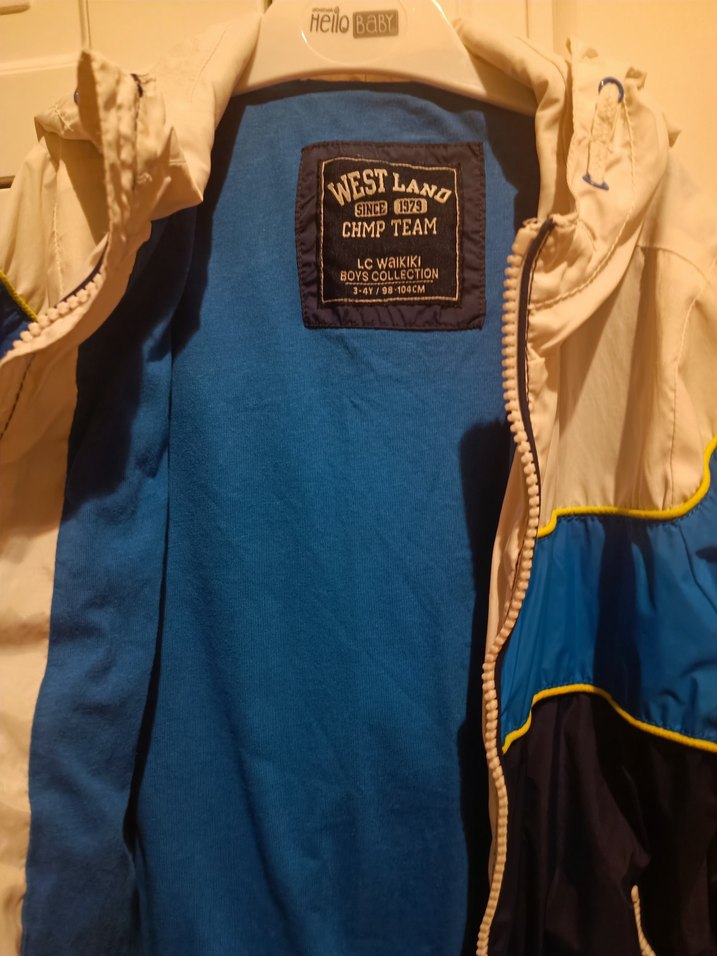 Hello BABY
WEST LAND
SINCE 1979
CHMP TEAM
LC WAIKIKI
BOYS COLLECTION
3-4Y / 98-104CM